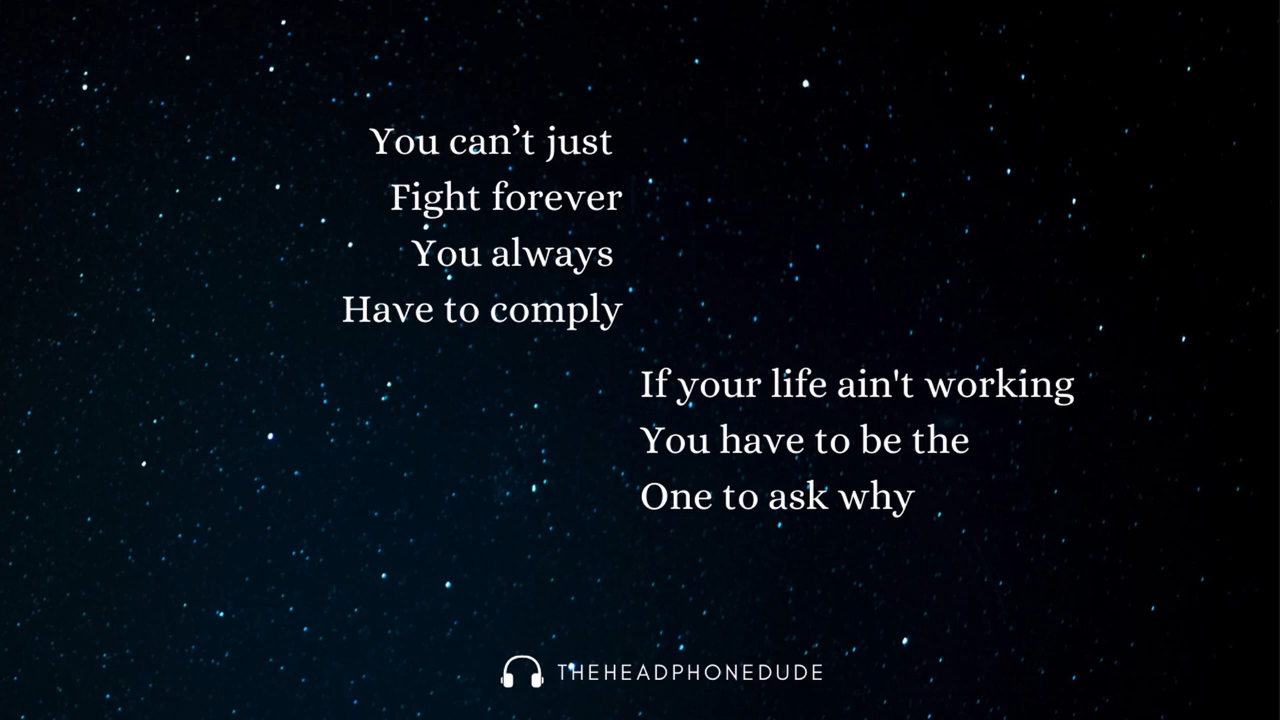 You can’t just
Fight forever
You always
Have to comply
If your life ain't working
You have to be the
One to ask why
THEHEADPHONEDUDE